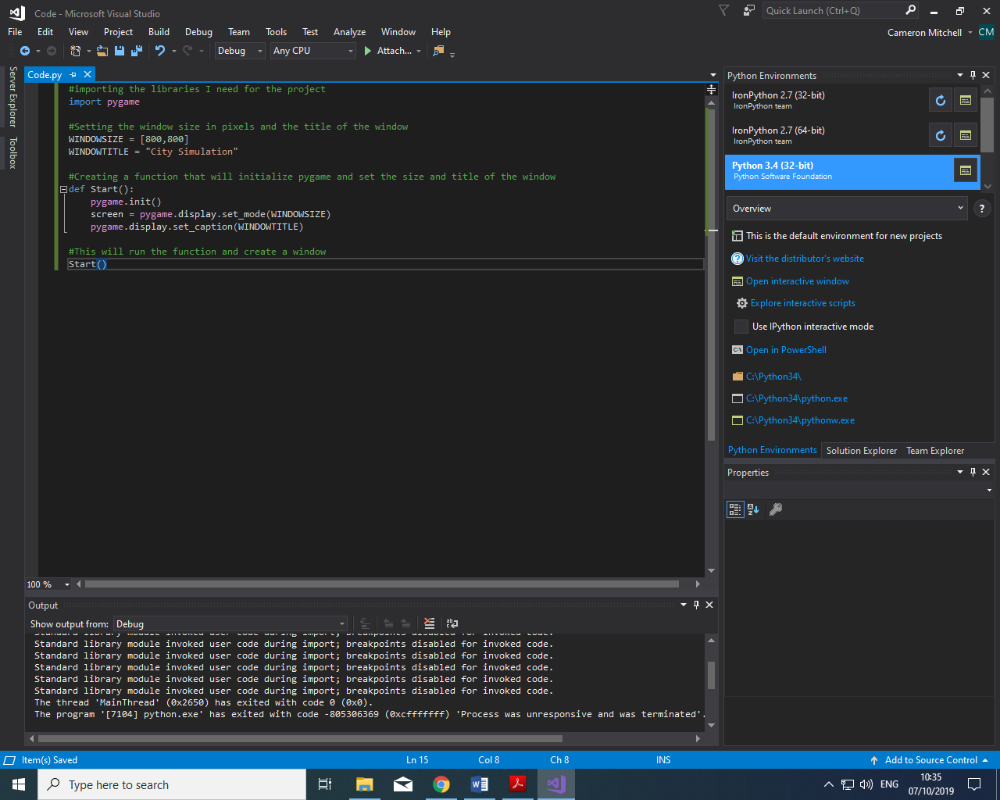 Code - Microsoft Visual Studio
Quick Launch (Ctrl+Q)
File Edit View Project Build Debug Team Tools Test Analyze Window Help
Cameron Mitchell CM
Debug Any CPU Attach...
Server Explorer
Toolbox
Code.py
#importing the libraries I need for the project
import pygame
#Setting the window size in pixels and the title of the window
WINDOWSIZE = [800,800]
WINDOWTITLE = "City Simulation"
#Creating a function that will initialize pygame and set the size and title of the window
def Start():
pygame.init()
screen = pygame.display.set_mode(WINDOWSIZE)
pygame.display.set_caption(WINDOWTITLE)
#This will run the function and create a window
Start()
100 %
Python Environments
IronPython 2.7 (32-bit)
IronPython team
IronPython 2.7 (64-bit)
IronPython team
Python 3.4 (32-bit)
Python Software Foundation
Overview
?
This is the default environment for new projects
Visit the distributor's website
Open interactive window
Explore interactive scripts
Use IPython interactive mode
Open in PowerShell
C:\Python34\
C:\Python34\python.exe
C:\Python34\pythonw.exe
Python Environments Solution Explorer Team Explorer
Properties
Output
Show output from: Debug
Standard library module invoked user code during import; breakpoints disabled for invoked code.
Standard library module invoked user code during import; breakpoints disabled for invoked code.
Standard library module invoked user code during import; breakpoints disabled for invoked code.
Standard library module invoked user code during import; breakpoints disabled for invoked code.
Standard library module invoked user code during import; breakpoints disabled for invoked code.
Standard library module invoked user code during import; breakpoints disabled for invoked code.
The thread 'MainThread' (0x2650) has exited with code 0 (0x0).
The program '[7104] python.exe' has exited with code -805306369 (0xcfffffff) 'Process was unresponsive and was terminated'.
Item(s) Saved Ln 15 Col 8 Ch 8 INS Add to Source Control
Type here to search
ENG
10:35
07/10/2019